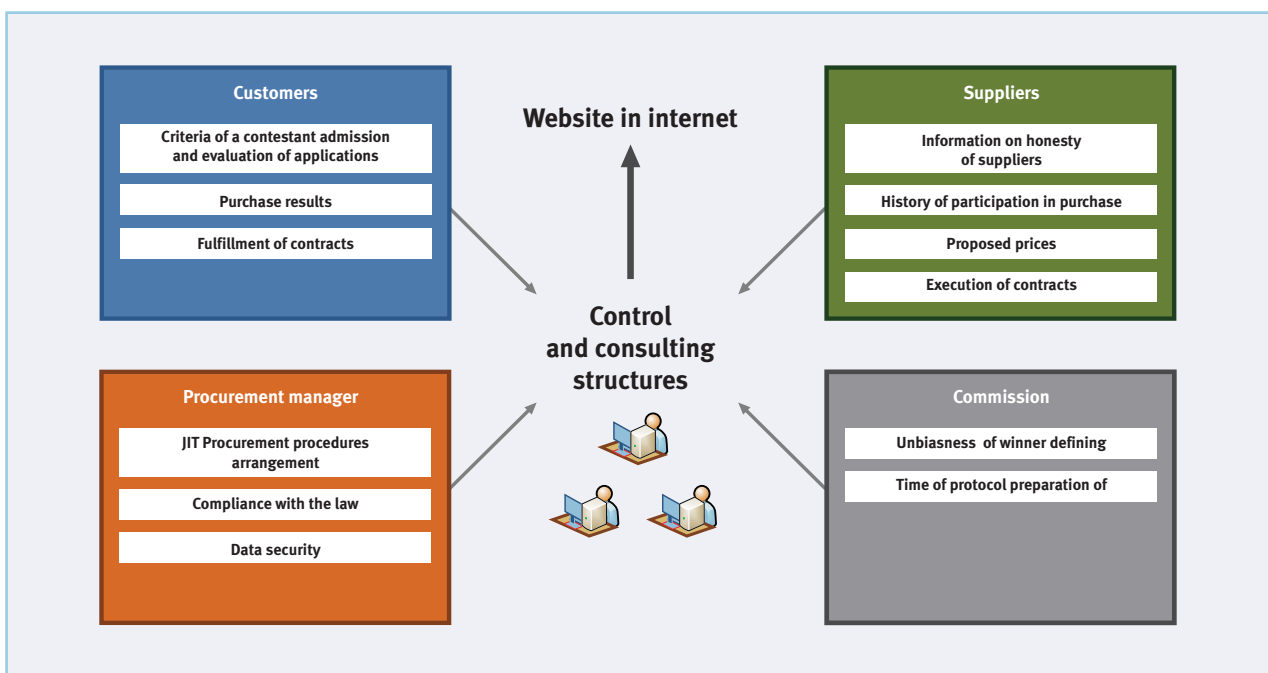 Customers
Criteria of a contestant admission
and evaluation of applications
Purchase results
Fulfillment of contracts
Website in internet
Suppliers
Information on honesty
of suppliers
History of participation in purchase
Proposed prices
Execution of contracts
Control
and consulting
structures
Procurement manager
JIT Procurement procedures
arrangement
Compliance with the law
Data security
Commission
Unbiasness of winner defining
Time of protocol preparation of